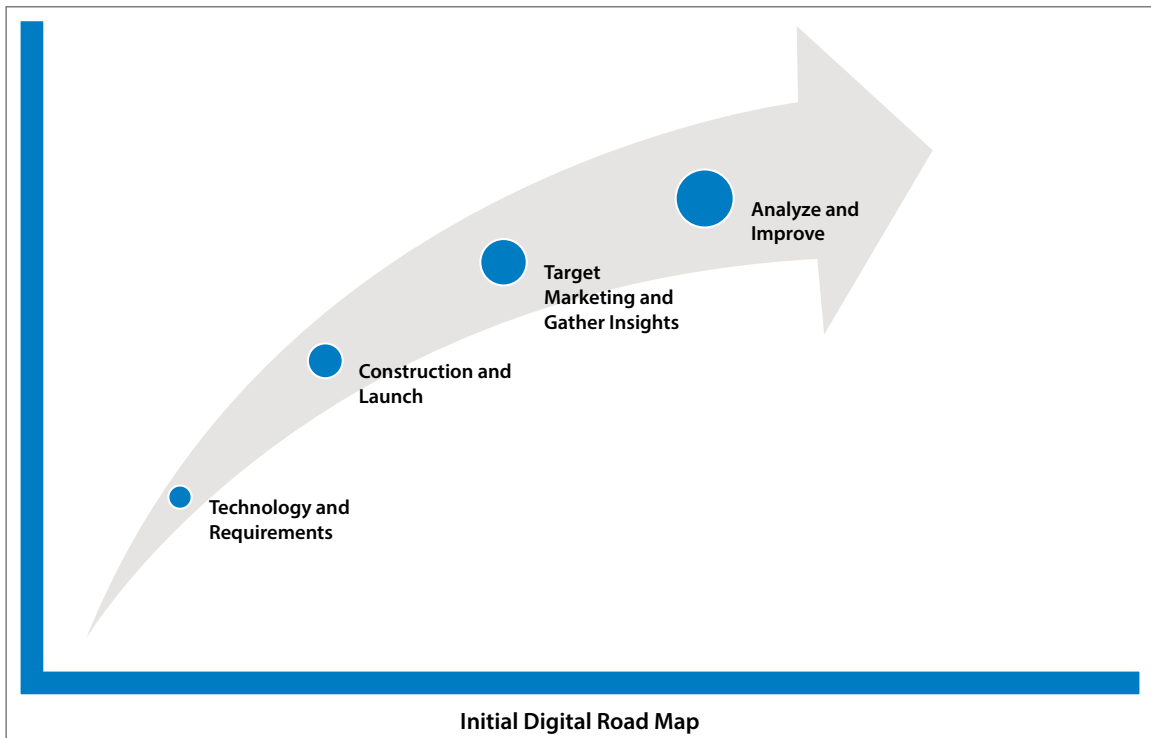 Analyze and
Improve
Target
Marketing and
Gather Insights
Construction and
Launch
Technology and
Requirements
Initial Digital Road Map